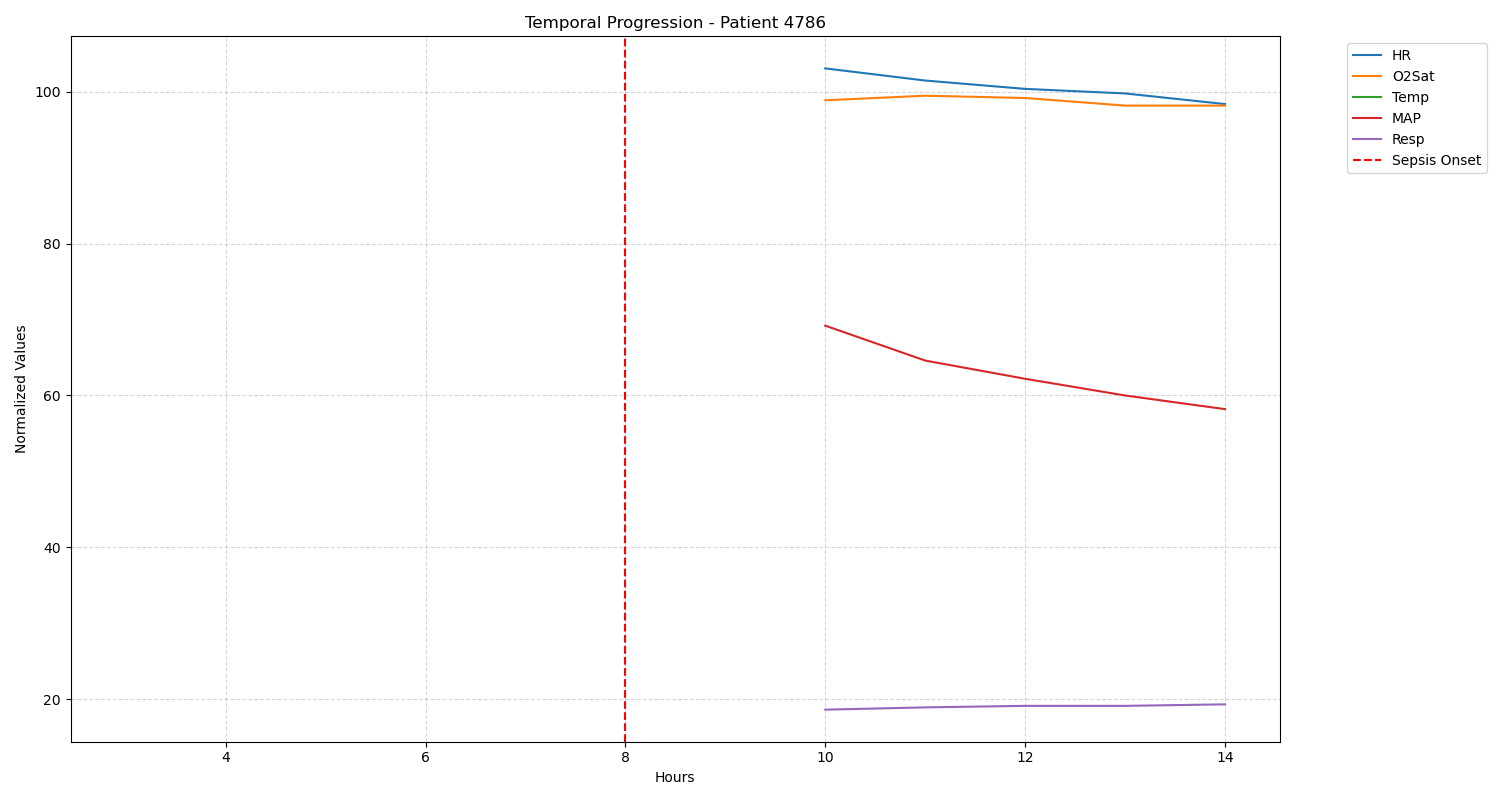 Temporal Progression - Patient 4786
HR
O2Sat
Temp
MAP
Resp
Sepsis Onset
Normalized Values
100
80
60
40
20
4 6 8 10 12 14
Hours